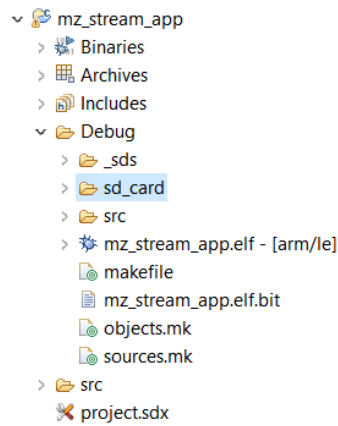 mz_stream_app
Binaries
Archives
Includes
Debug
_sds
sd_card
src
mz_stream_app.elf - [arm/le]
makefile
mz_stream_app.elf.bit
objects.mk
sources.mk
src
project.sdx